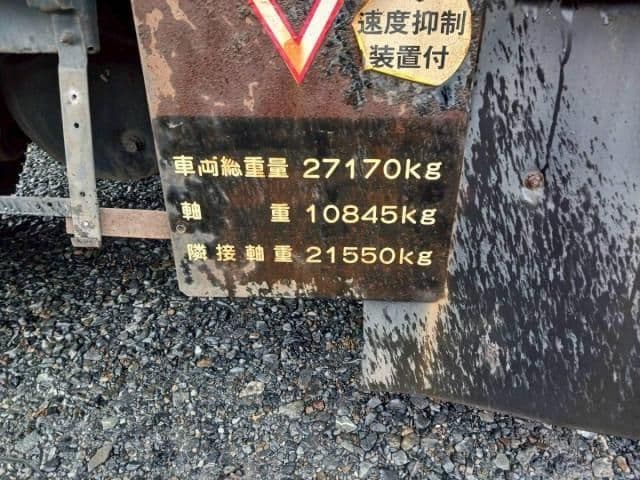 速度抑制
装置付
車両総重量 27170kg
軸 重 10845kg
隣接軸重 21550kg